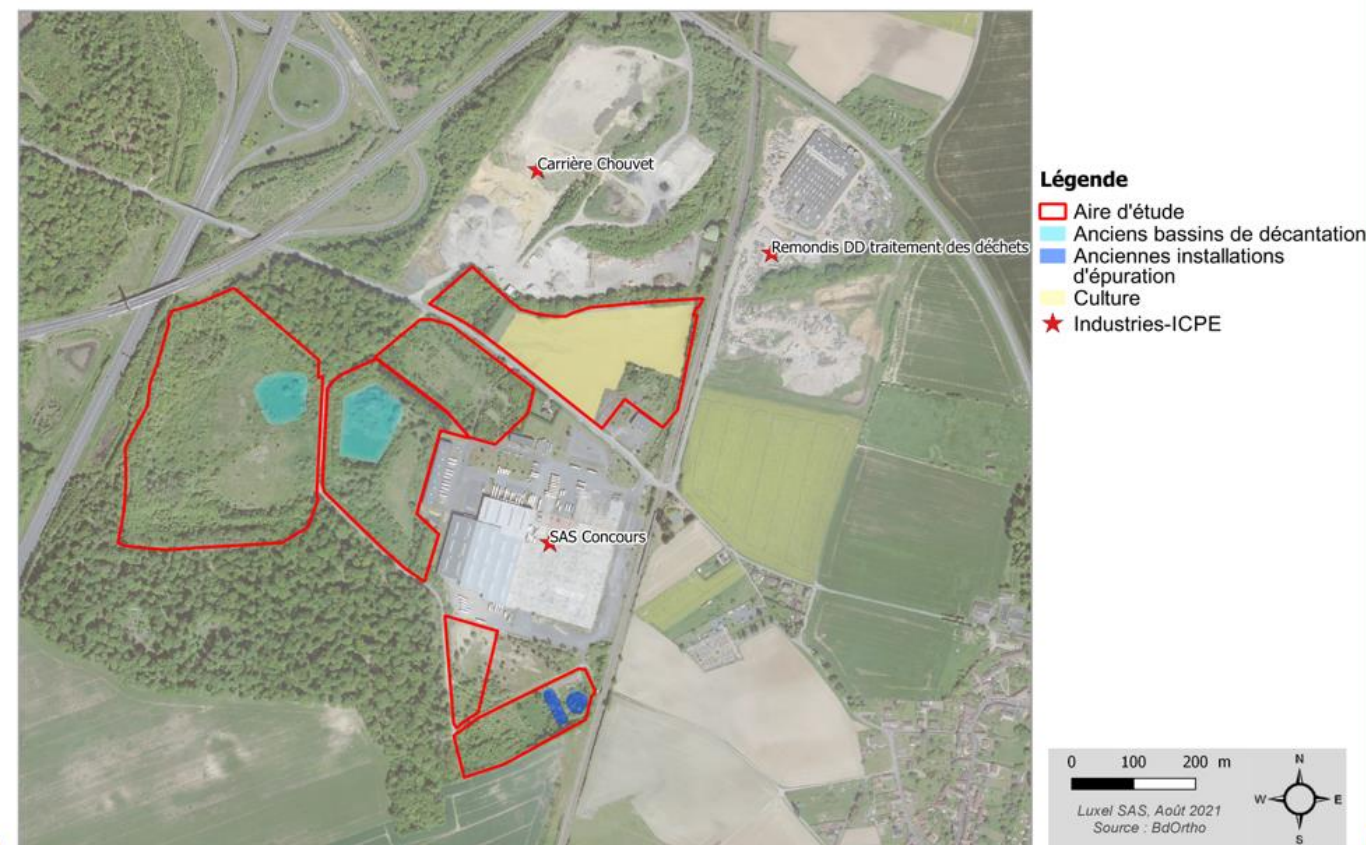 Carrière Chouvet
Remondis DD traitement des déchets
SAS Concours
Légende
Aire d'étude
Anciens bassins de décantation
Anciennes installations
d'épuration
Culture
Industries-ICPE
0 100 200 m
Luxel SAS, Août 2021
Source : BdOrtho
N
W E
S